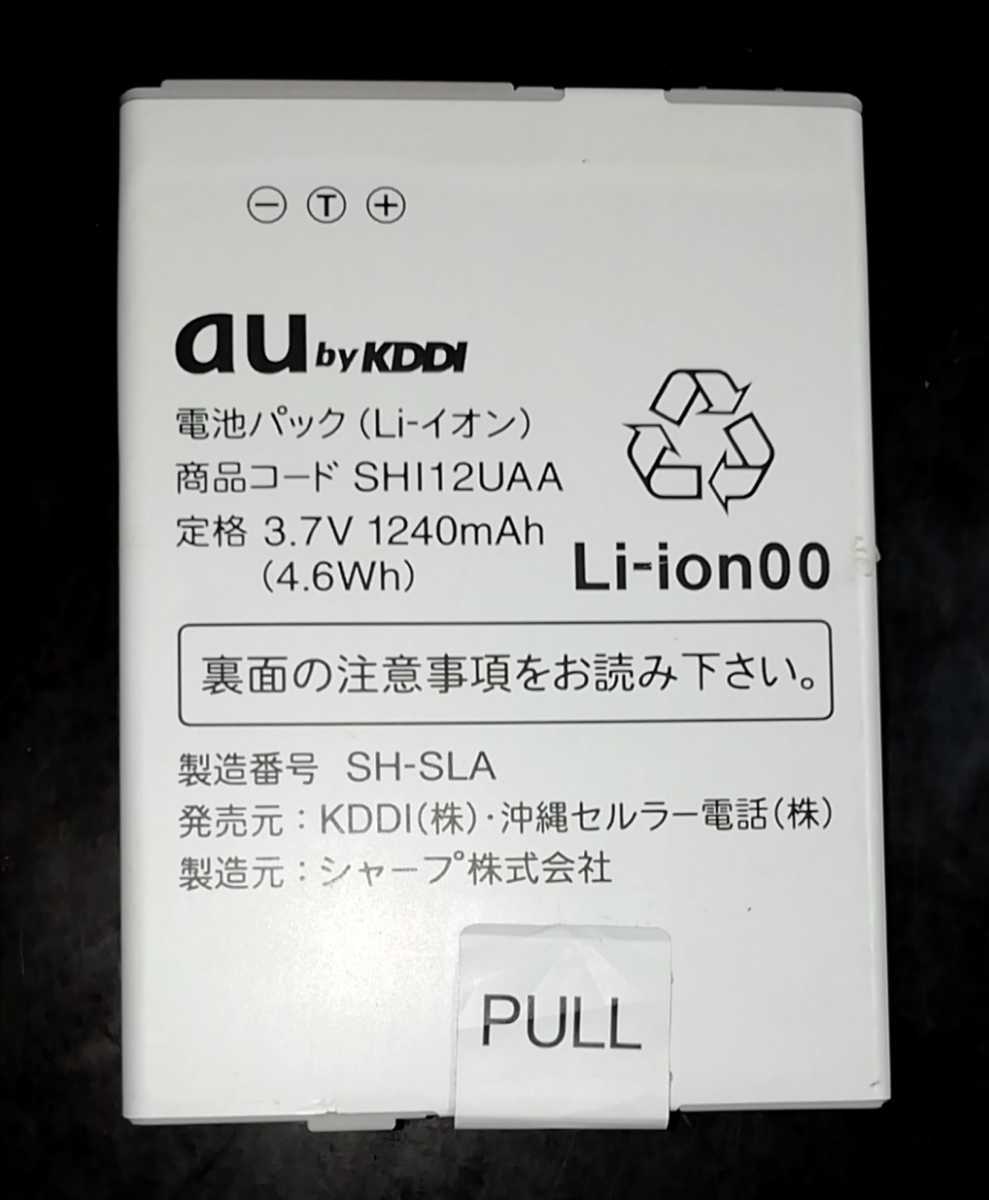 − T +
au by KDDI
電池パック(Li-イオン)
商品コード SHI12UAA
定格 3.7V 1240mAh
(4.6Wh)
Li-ion00
裏面の注意事項をお読み下さい。
製造番号 SH-SLA
発売元:KDDI(株)・沖縄セルラー電話(株)
製造元:シャープ株式会社
PULL